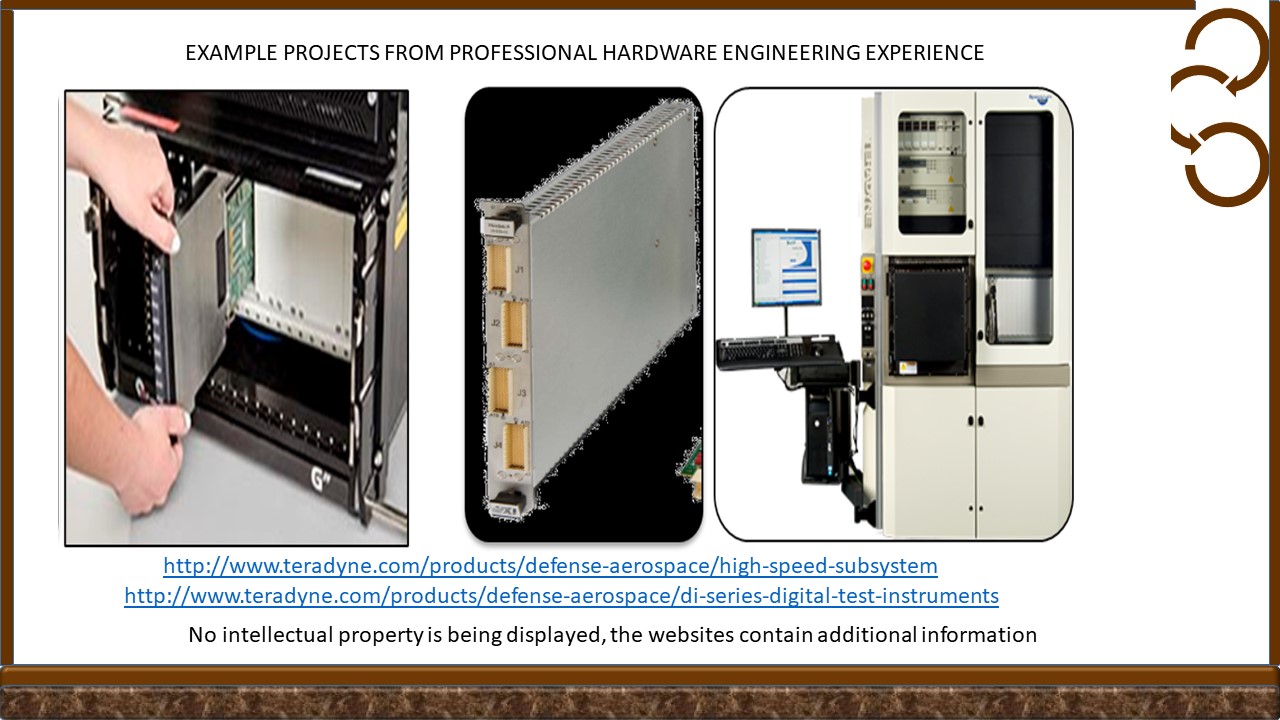 EXAMPLE PROJECTS FROM PROFESSIONAL HARDWARE ENGINEERING EXPERIENCE
G"
J1
J2
J3
J4
TERADYNE
http://www.teradyne.com/products/defense-aerospace/high-speed-subsystem
http://www.teradyne.com/products/defense-aerospace/di-series-digital-test-instruments
No intellectual property is being displayed, the websites contain additional information